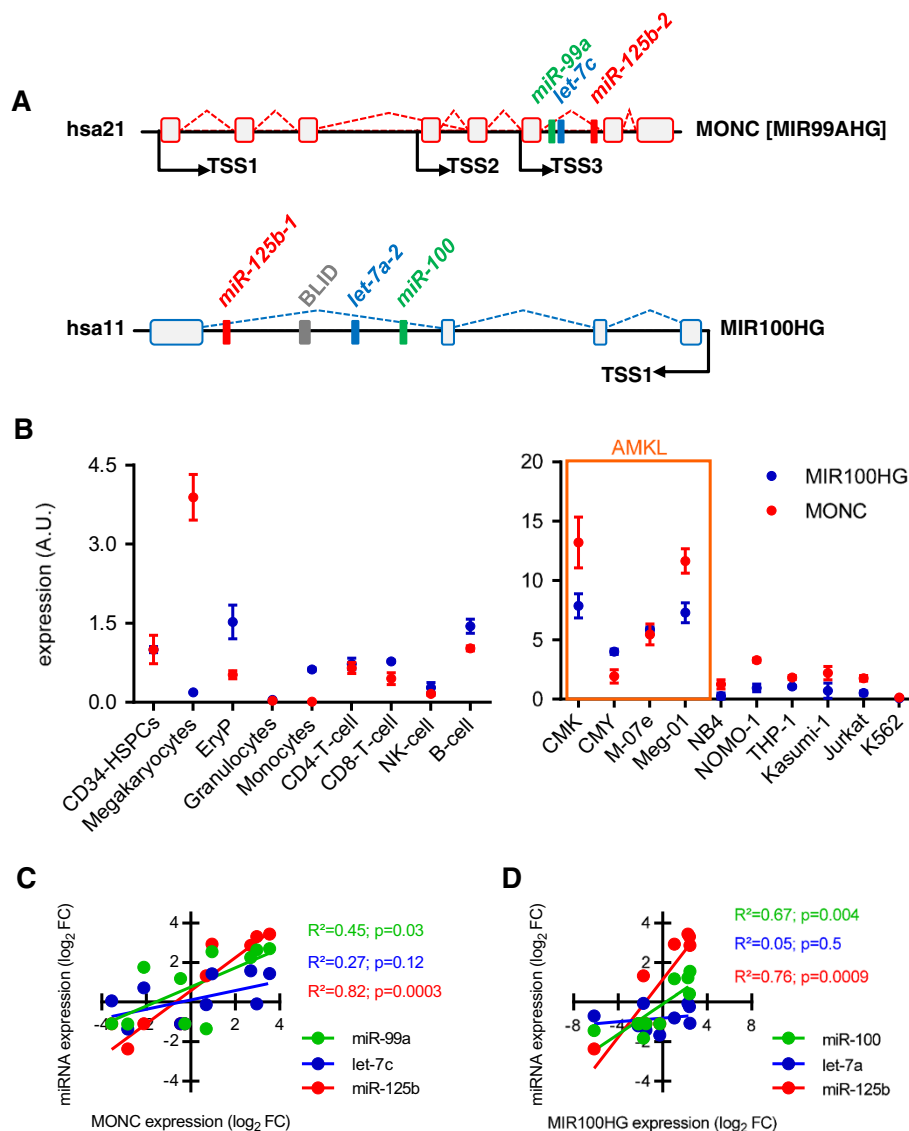 A
miR-99a
let-7c
miR-125b-2
hsa21
MONC [MIR99AHG]
TSS1
TSS2
TSS3
miR-125b-1
BLID
let-7a-2
miR-100
hsa11
MIR100HG
TSS1
B
expression (A.U.)
4.5
3.0
1.5
0.0
CD34-HSPCs
Megakaryocytes
EryP
Granulocytes
Monocytes
CD4-T-cell
CD8-T-cell
NK-cell
B-cell
AMKL
20
15
10
5
0
MIR100HG
MONC
CMK
CMY
M-07e
Meg-01
NB4
NOMO-1
THP-1
Kasumi-1
Jurkat
K562
C
miRNA expression (log₂ FC)
4
2
-4
-2
2
4
-2
-4
R²=0.45; p=0.03
R²=0.27; p=0.12
R²=0.82; p=0.0003
miR-99a
let-7c
miR-125b
MONC expression (log₂ FC)
D
miRNA expression (log₂ FC)
4
2
-8
-4
4
8
-2
-4
R²=0.67; p=0.004
R²=0.05; p=0.5
R²=0.76; p=0.0009
miR-100
let-7a
miR-125b
MIR100HG expression (log₂ FC)